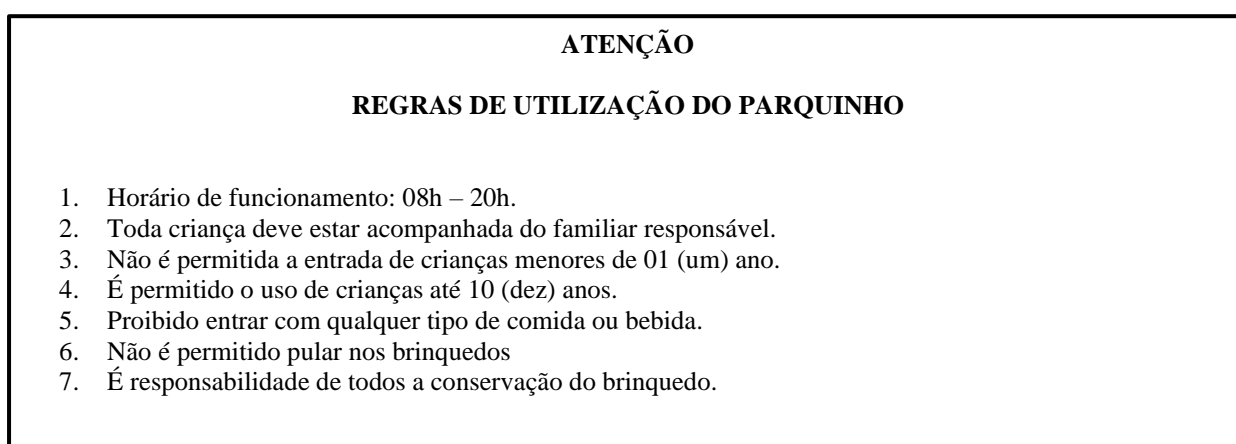 ATENÇÃO
REGRAS DE UTILIZAÇÃO DO PARQUINHO
1. Horário de funcionamento: 08h – 20h.
2. Toda criança deve estar acompanhada do familiar responsável.
3. Não é permitida a entrada de crianças menores de 01 (um) ano.
4. É permitido o uso de crianças até 10 (dez) anos.
5. Proibido entrar com qualquer tipo de comida ou bebida.
6. Não é permitido pular nos brinquedos
7. É responsabilidade de todos a conservação do brinquedo.